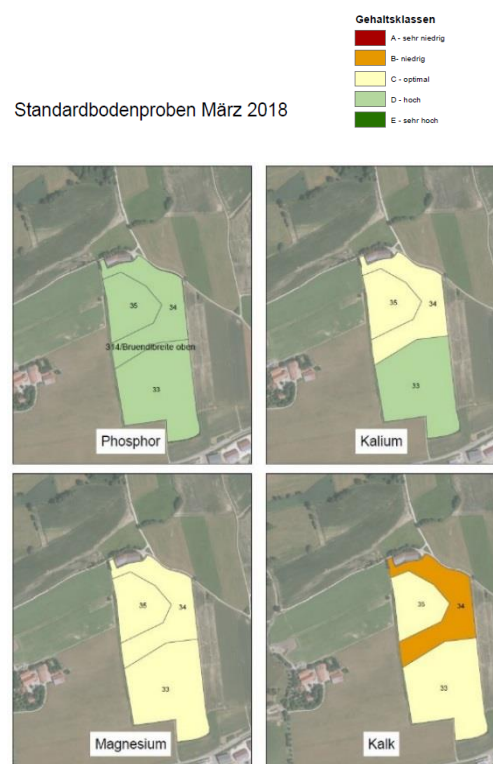 Gehaltsklassen
A - sehr niedrig
B- niedrig
C - optimal
D - hoch
E - sehr hoch
Standardbodenproben März 2018
35
34
314/Bruendlbreite oben
33
Phosphor
35
34
33
Kalium
35
34
33
Magnesium
35
34
33
Kalk